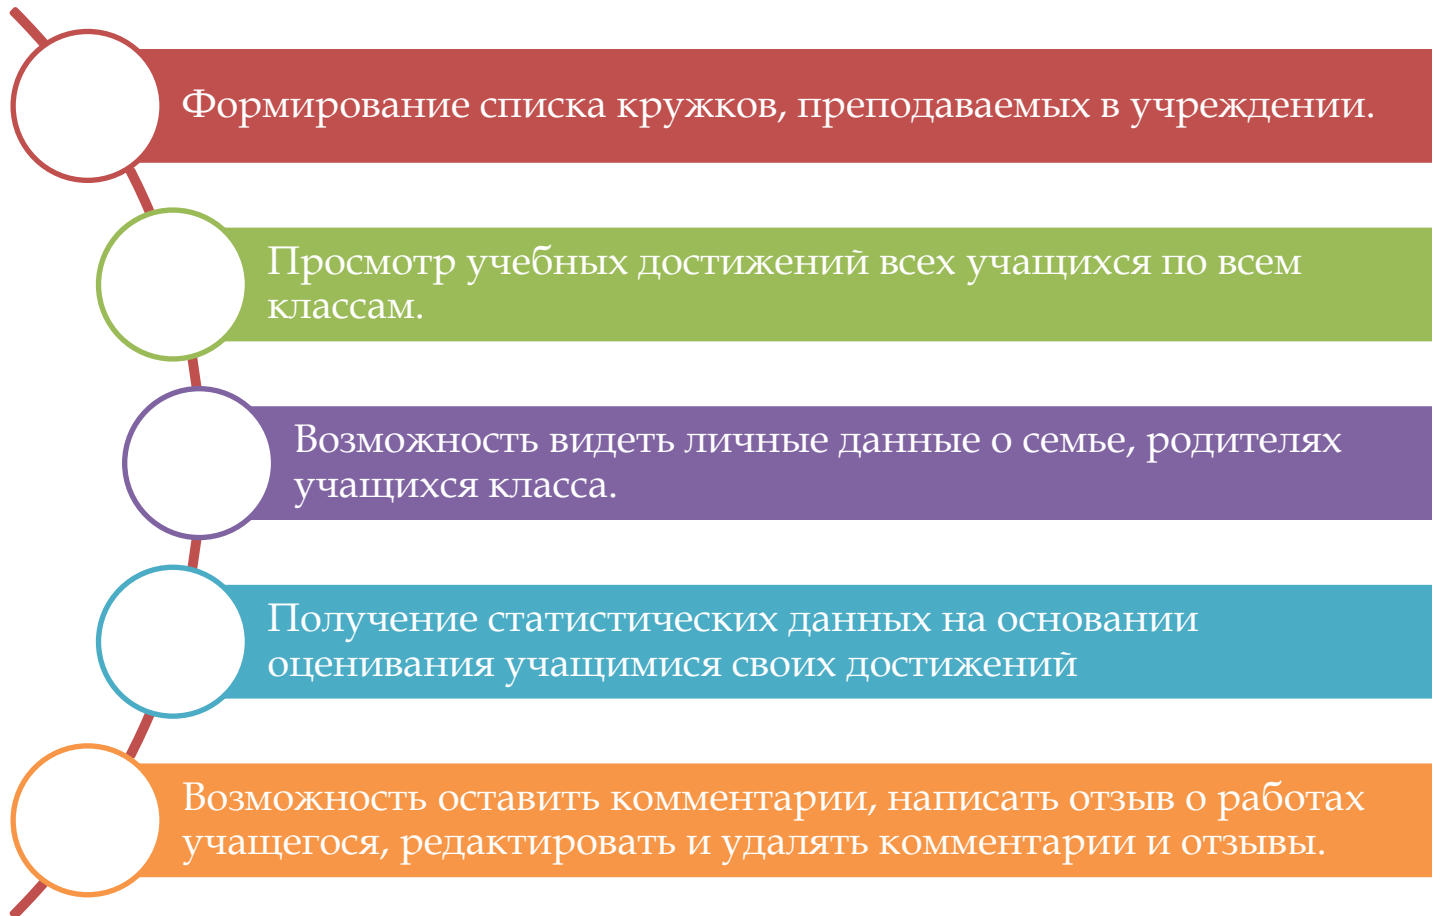 Формирование списка кружков, преподаваемых в учреждении.
Просмотр учебных достижений всех учащихся по всем
классам.
Возможность видеть личные данные о семье, родителях
учащихся класса.
Получение статистических данных на основании
оценивания учащимися своих достижений
Возможность оставить комментарии, написать отзыв о работах
учащегося, редактировать и удалять комментарии и отзывы.